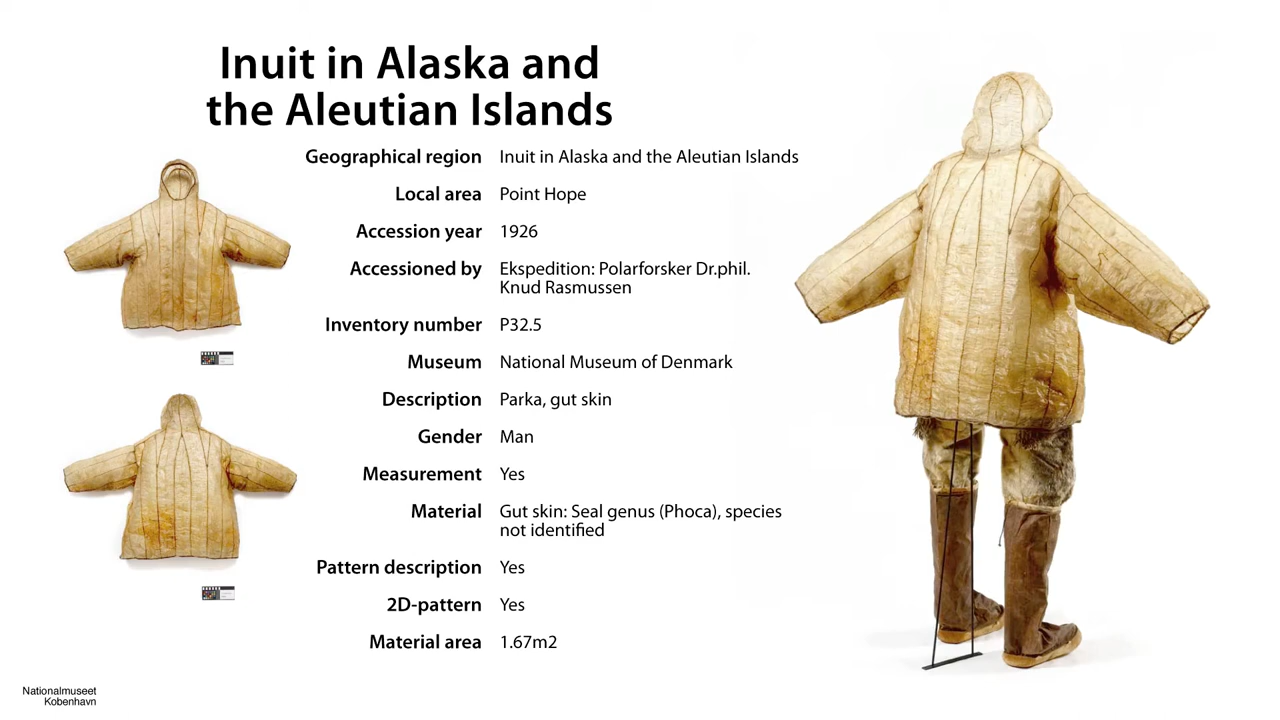 Inuit in Alaska and
the Aleutian Islands
Geographical region Inuit in Alaska and the Aleutian Islands
Local area Point Hope
Accession year 1926
Accessioned by Ekspedition: Polarforsker Dr.phil.
Knud Rasmussen
Inventory number P32.5
Museum National Museum of Denmark
Description Parka, gut skin
Gender Man
Measurement Yes
Material Gut skin: Seal genus (Phoca), species
not identified
Pattern description Yes
2D-pattern Yes
Material area 1.67m2
Nationalmuseet
Kobenhavn